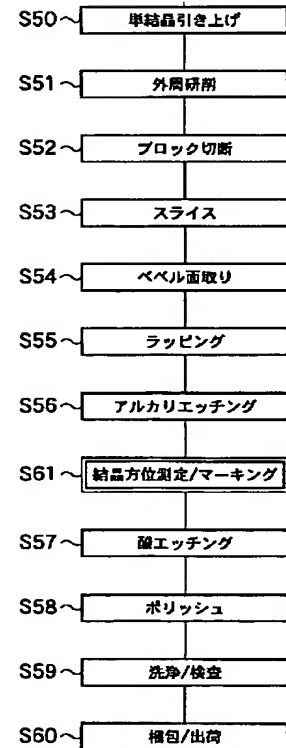 S50～ 単結晶引き上げ
S51～ 外周研削
S52～ ブロック切断
S53～ スライス
S54～ ベベル面取り
S55～ ラッピング
S56～ アルカリエッチング
S61～ 結晶方位測定/マーキング
S57～ 酸エッチング
S58～ ポリッシュ
S59～ 洗浄/検査
S60～ 梱包/出荷